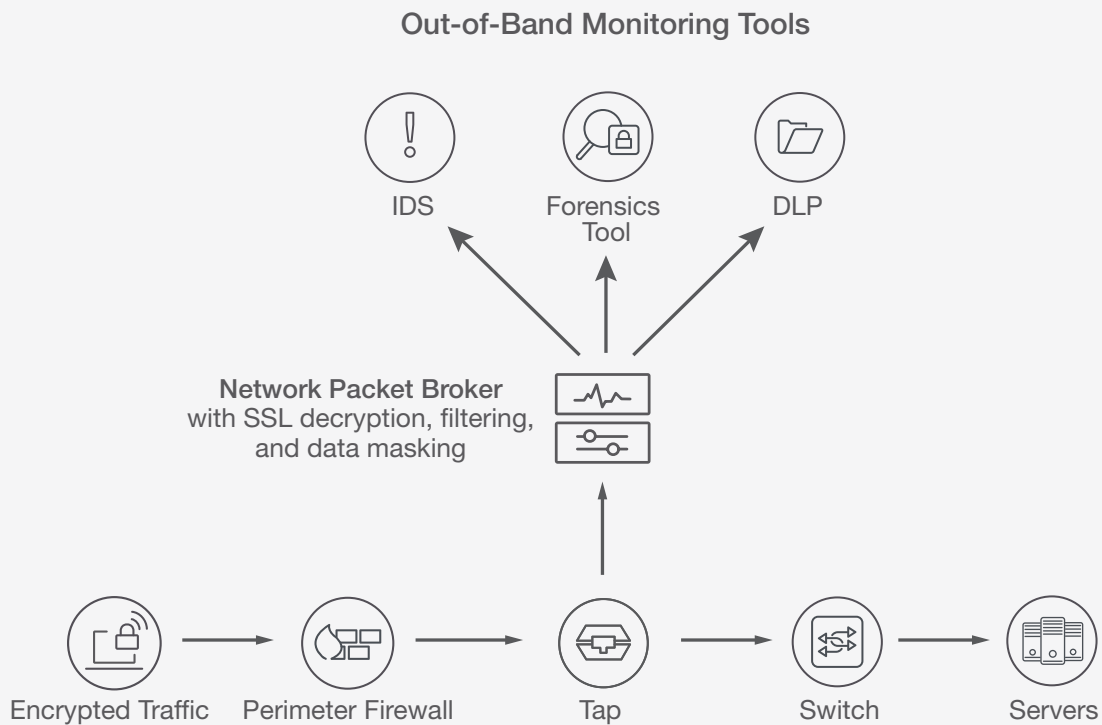 Out-of-Band Monitoring Tools
IDS
Forensics
Tool
DLP
Network Packet Broker
with SSL decryption, filtering,
and data masking
Encrypted Traffic
Perimeter Firewall
Tap
Switch
Servers